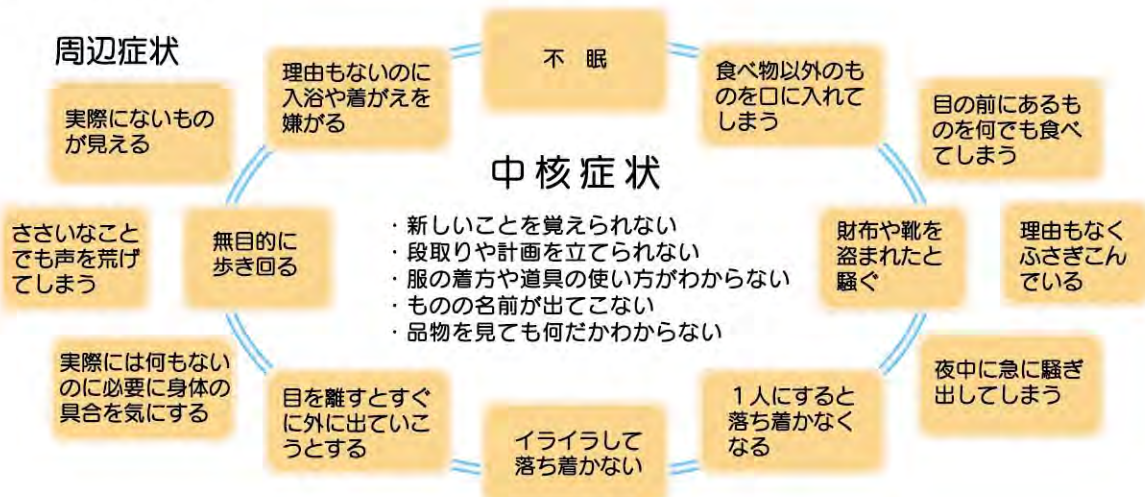 周辺症状
不 眠
理由もないのに
入浴や着がえを
嫌がる
食べ物以外のも
のを口に入れて
しまう
実際にないもの
が見える
目の前にあるも
のを何でも食べ
てしまう
中核症状
・新しいことを覚えられない
・段取りや計画を立てられない
・服の着方や道具の使い方がわからない
・ものの名前が出てこない
・品物を見ても何だかわからない
ささいなこと
でも声を荒げ
てしまう
無目的に
歩き回る
財布や靴を
盗まれたと
騒ぐ
理由もなく
ふさぎこん
でいる
実際には何もない
のに必要に身体の
具合を気にする
目を離すとすぐ
に外に出ていこ
うとする
イライラして
落ち着かない
1人にすると
落ち着かなく
なる
夜中に急に騒ぎ
出してしまう